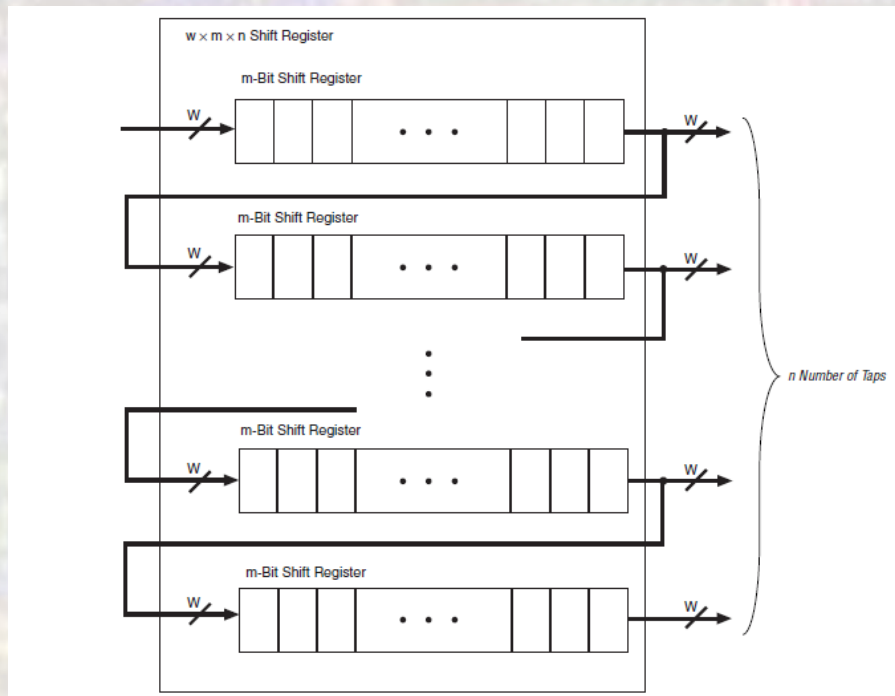 w × m × n Shift Register
m-Bit Shift Register
W
W
m-Bit Shift Register
W
W
n Number of Taps
m-Bit Shift Register
W
W
m-Bit Shift Register
W
W